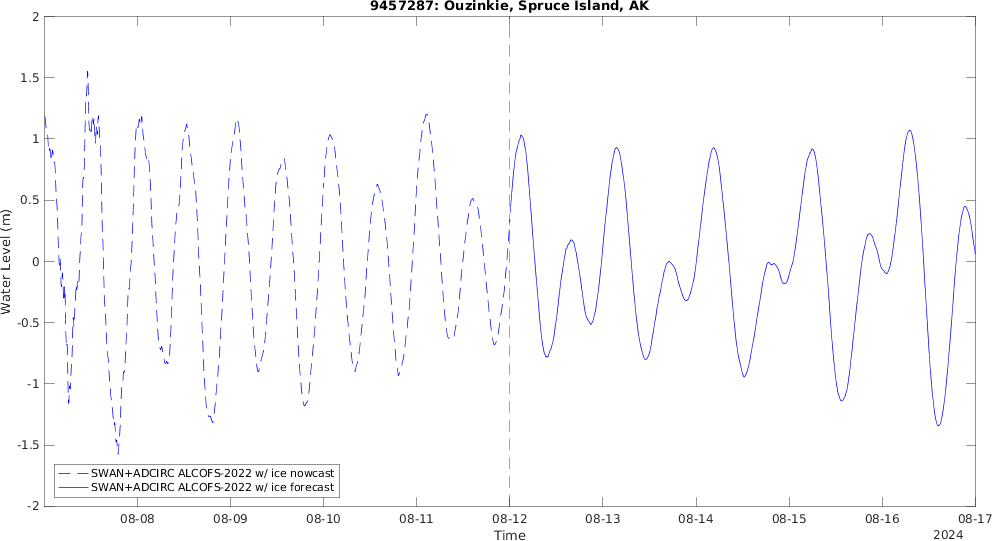 9457287: Ouzinkie, Spruce Island, AK
Water Level (m)
2
1.5
1
0.5
0
-0.5
-1
-1.5
-2
SWAN+ADCIRC ALCOFS-2022 w/ ice nowcast
SWAN+ADCIRC ALCOFS-2022 w/ ice forecast
08-08 08-09 08-10 08-11 08-12 08-13 08-14 08-15 08-16 08-17
Time
2024